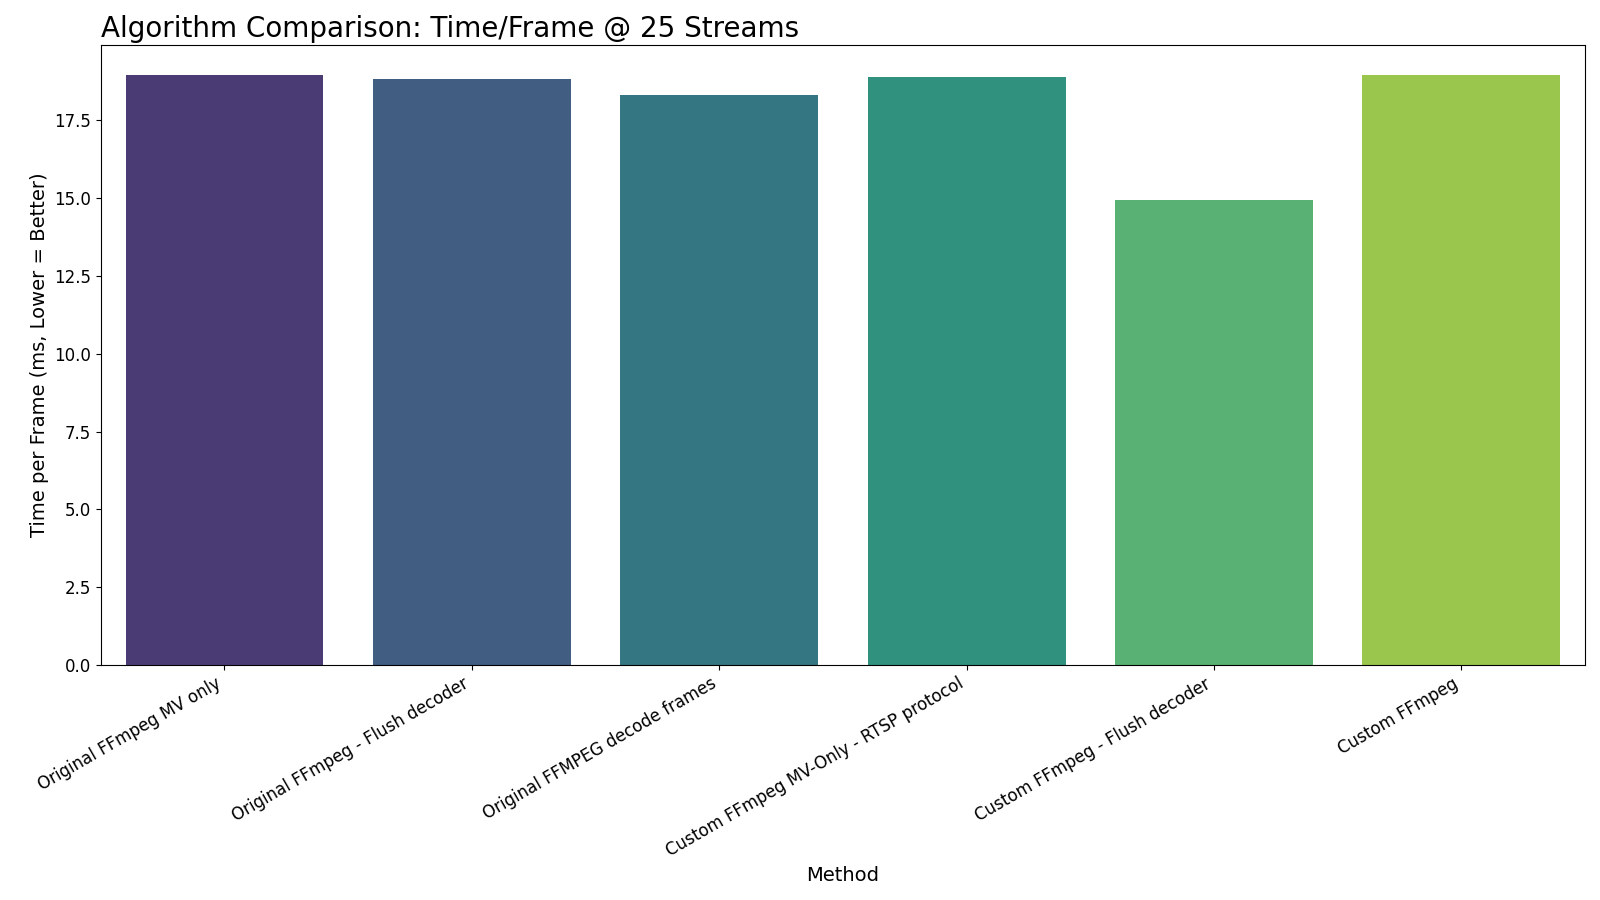 Algorithm Comparison: Time/Frame @ 25 Streams
Time per Frame (ms, Lower = Better)
17.5
15.0
12.5
10.0
7.5
5.0
2.5
0.0
Original FFmpeg MV only
Original FFmpeg - Flush decoder
Original FFMPEG decode frames
Custom FFmpeg MV-Only - RTSP protocol
Custom FFmpeg - Flush decoder
Custom FFmpeg
Method